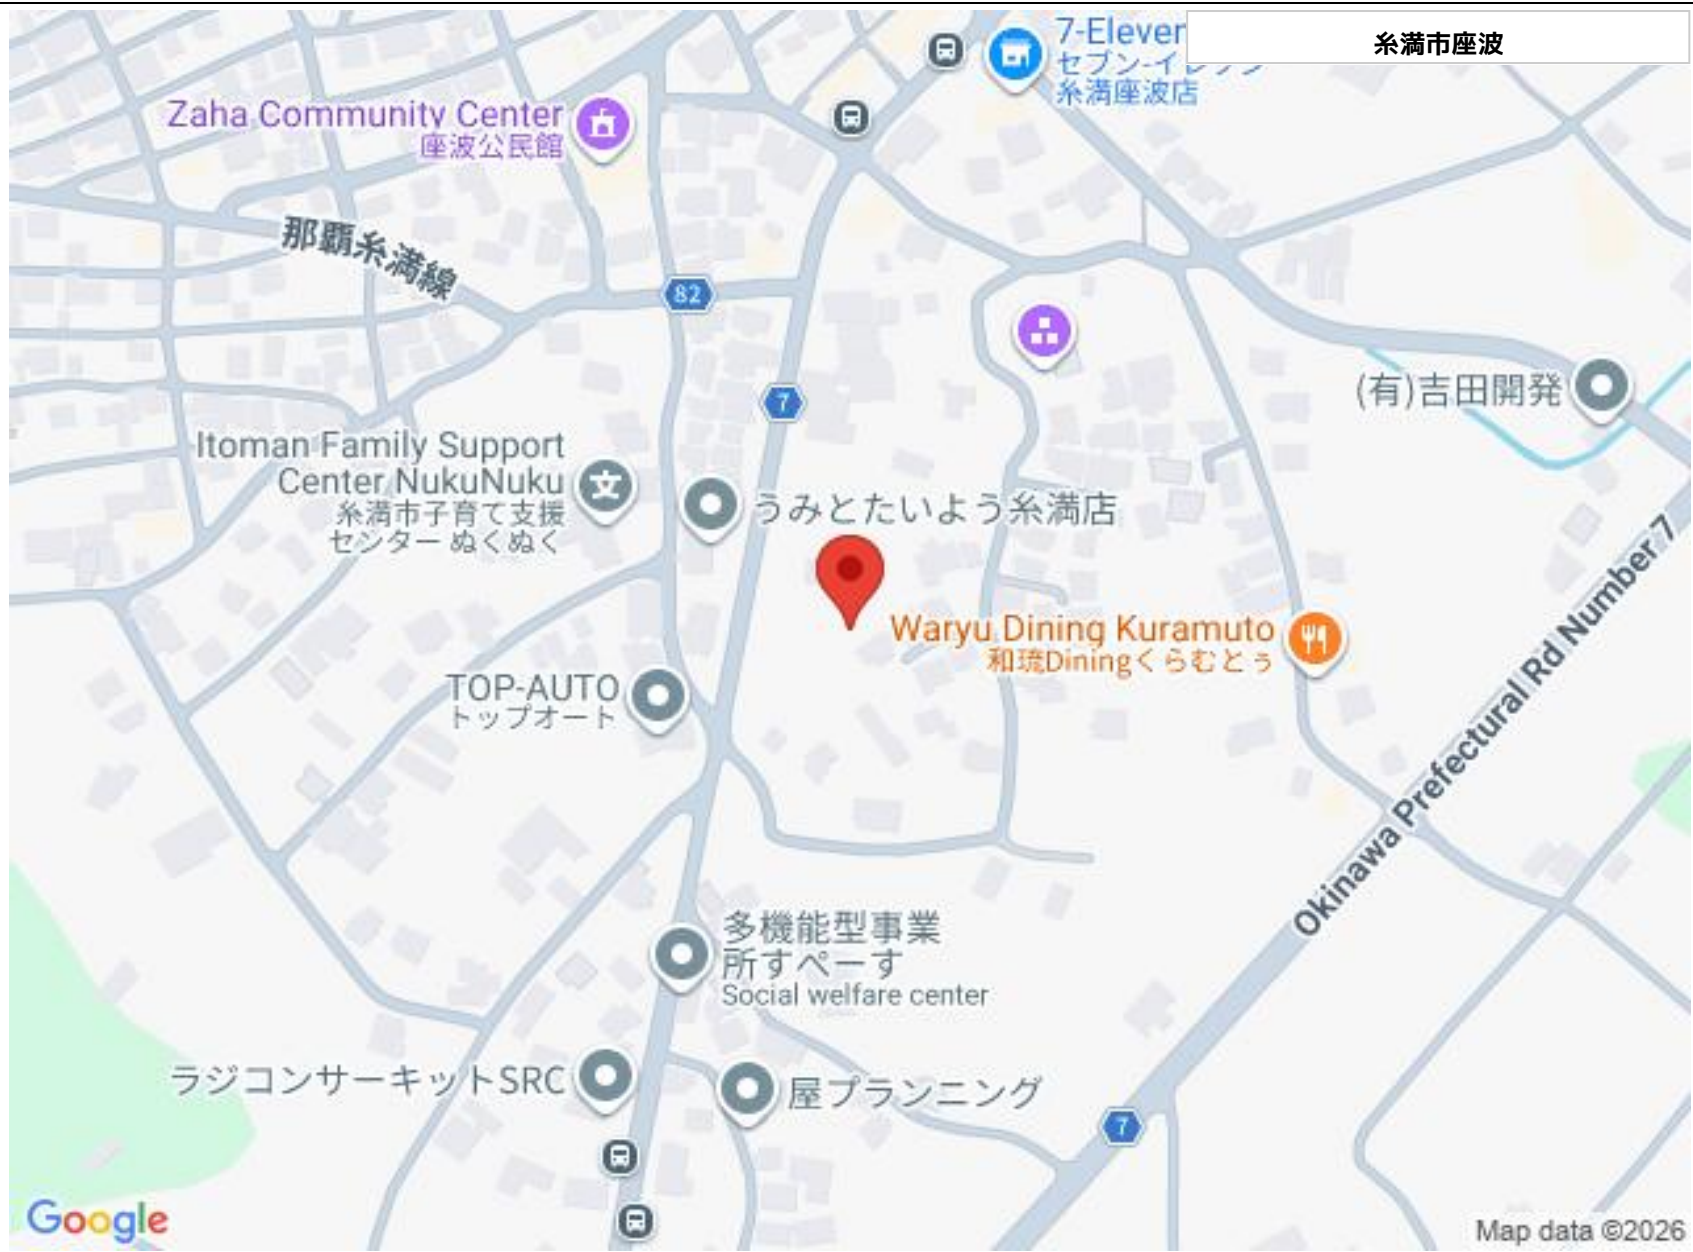 7-Eleven
セブン-イレブン
糸満座波店
糸満市座波
Zaha Community Center
座波公民館
那覇糸満線
82
7
(有)吉田開発
Itoman Family Support
Center NukuNuku
糸満市子育て支援
センター ぬくぬく
うみとたいよう糸満店
Waryu Dining Kuramuto
和琉Diningくらむとぅ
TOP-AUTO
トップオート
Okinawa Prefectural Rd Number 7
多機能型事業
所すぺーす
Social welfare center
ラジコンサーキットSRC
屋プランニング
7
Google
Map data ©2026